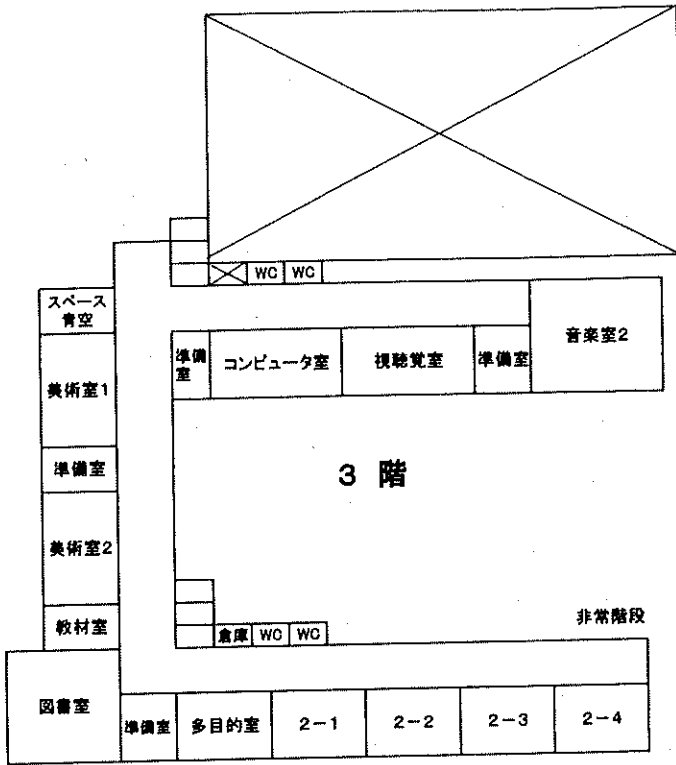 WC WC
スペース
青空
音楽室2
準備
室
コンピュータ室
視聴覚室
準備室
美術室1
準備室
3 階
美術室2
教材室
非常階段
倉庫 WC WC
図書室
準備室
多目的室
2-1
2-2
2-3
2-4